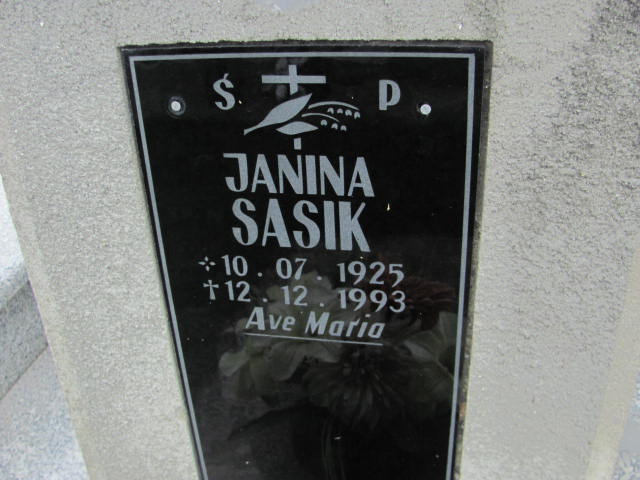 Ś P
JANINA
SASIK
* 10.07.1925
† 12.12.1993
Ave Maria